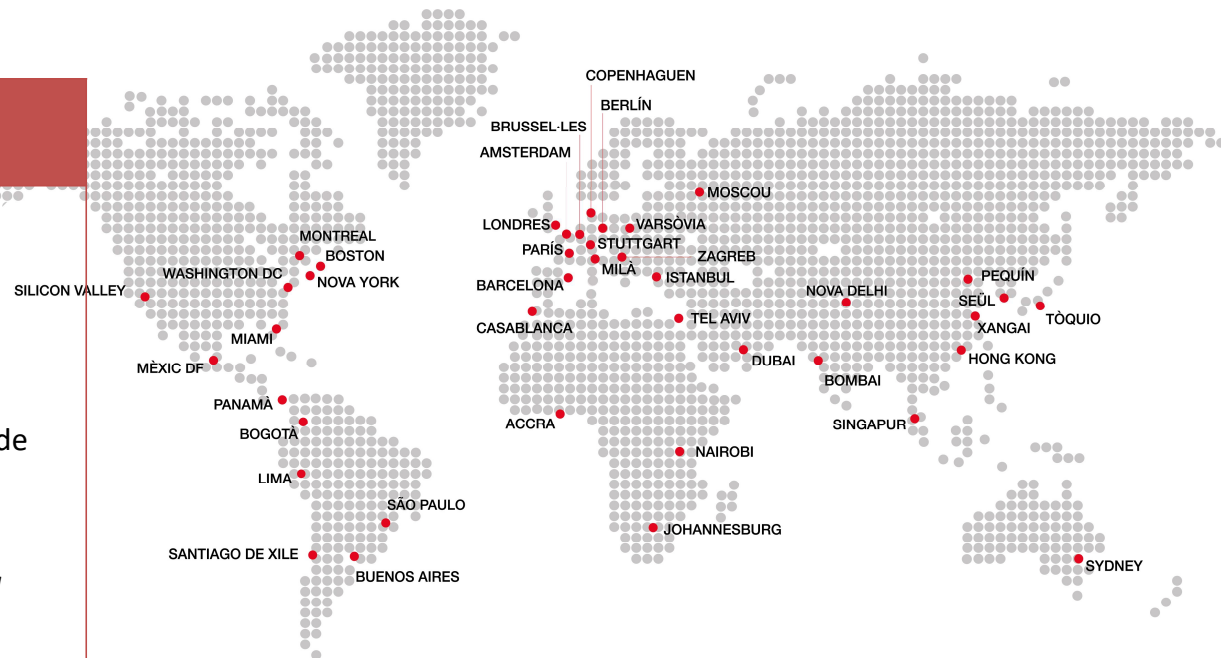 COPENHAGUEN
BERLÍN
BRUSSEL·LES
AMSTERDAM
MOSCOU
LONDRES
VARSÒVIA
MONTREAL
STUTTGART
PARÍS
BOSTON
ZAGREB
WASHINGTON DC
MILÀ
NOVA YORK
ISTANBUL
PEQUÍN
BARCELONA
SILICON VALLEY
NOVA DELHI
SEÜL
TEL AVIV
TÒQUIO
CASABLANCA
XANGAI
MIAMI
HONG KONG
DUBAI
MÈXIC DF
BOMBAI
PANAMÀ
ACCRA
SINGAPUR
BOGOTÀ
de
NAIROBI
LIMA
SÃO PAULO
JOHANNESBURG
SANTIAGO DE XILE
SYDNEY
BUENOS AIRES